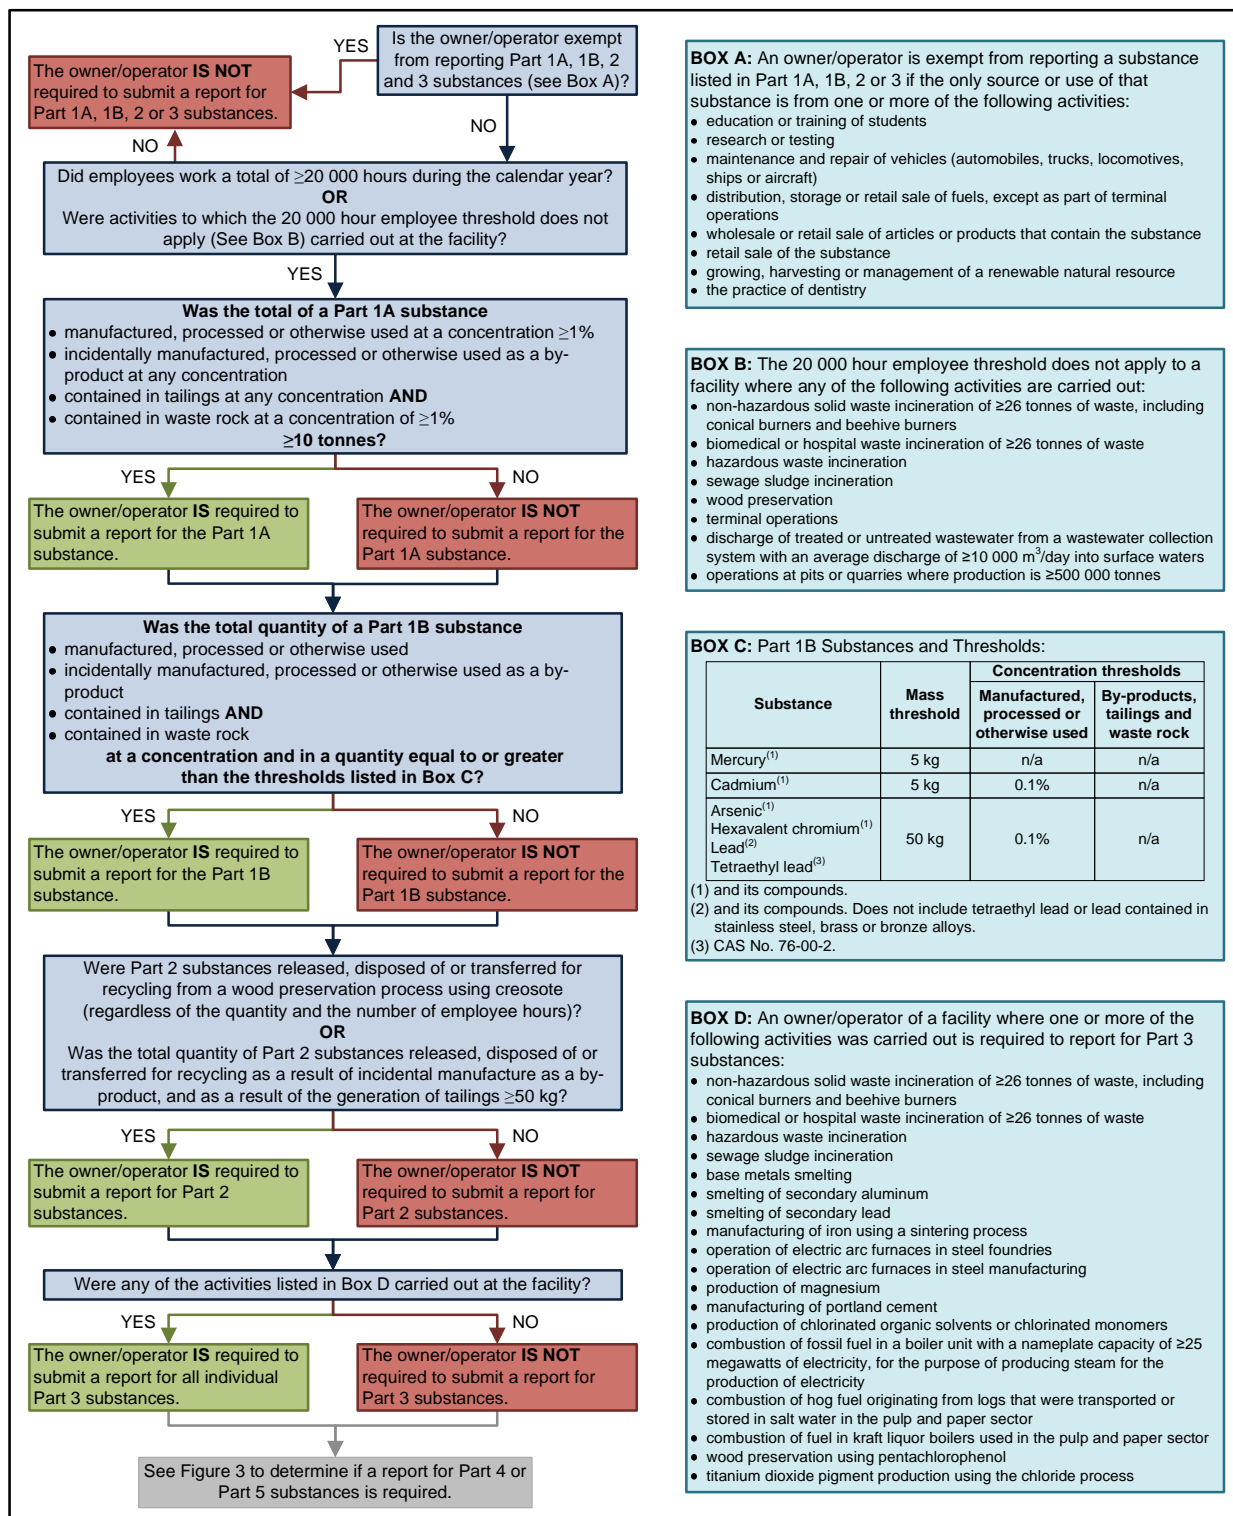 Is the owner/operator exempt
from reporting Part 1A, 1B, 2
and 3 substances (see Box A)?
YES
The owner/operator IS NOT
required to submit a report for
Part 1A, 1B, 2 or 3 substances.
NO
NO
Did employees work a total of ≥20 000 hours during the calendar year?
OR
Were activities to which the 20 000 hour employee threshold does not
apply (See Box B) carried out at the facility?
YES
Was the total of a Part 1A substance
• manufactured, processed or otherwise used at a concentration ≥1%
• incidentally manufactured, processed or otherwise used as a by-
product at any concentration
• contained in tailings at any concentration AND
• contained in waste rock at a concentration of ≥1%
≥10 tonnes?
YES
NO
The owner/operator IS required to
submit a report for the Part 1A
substance.
The owner/operator IS NOT
required to submit a report for the
Part 1A substance.
Was the total quantity of a Part 1B substance
• manufactured, processed or otherwise used
• incidentally manufactured, processed or otherwise used as a by-
product
• contained in tailings AND
• contained in waste rock
at a concentration and in a quantity equal to or greater
than the thresholds listed in Box C?
YES
NO
The owner/operator IS required to
submit a report for the Part 1B
substance.
The owner/operator IS NOT
required to submit a report for the
Part 1B substance.
Were Part 2 substances released, disposed of or transferred for
recycling from a wood preservation process using creosote
(regardless of the quantity and the number of employee hours)?
OR
Was the total quantity of Part 2 substances released, disposed of or
transferred for recycling as a result of incidental manufacture as a by-
product, and as a result of the generation of tailings ≥50 kg?
YES
NO
The owner/operator IS required to
submit a report for Part 2
substances.
The owner/operator IS NOT
required to submit a report for
Part 2 substances.
Were any of the activities listed in Box D carried out at the facility?
YES
NO
The owner/operator IS required to
submit a report for all individual
Part 3 substances.
The owner/operator IS NOT
required to submit a report for
Part 3 substances.
See Figure 3 to determine if a report for Part 4 or
Part 5 substances is required.
BOX A: An owner/operator is exempt from reporting a substance
listed in Part 1A, 1B, 2 or 3 if the only source or use of that
substance is from one or more of the following activities:
• education or training of students
• research or testing
• maintenance and repair of vehicles (automobiles, trucks, locomotives,
ships or aircraft)
• distribution, storage or retail sale of fuels, except as part of terminal
operations
• wholesale or retail sale of articles or products that contain the substance
• retail sale of the substance
• growing, harvesting or management of a renewable natural resource
• the practice of dentistry
BOX B: The 20 000 hour employee threshold does not apply to a
facility where any of the following activities are carried out:
• non-hazardous solid waste incineration of ≥26 tonnes of waste, including
conical burners and beehive burners
• biomedical or hospital waste incineration of ≥26 tonnes of waste
• hazardous waste incineration
• sewage sludge incineration
• wood preservation
• terminal operations
• discharge of treated or untreated wastewater from a wastewater collection
system with an average discharge of ≥10 000 m³/day into surface waters
• operations at pits or quarries where production is ≥500 000 tonnes
BOX C: Part 1B Substances and Thresholds:
Substance
Mass
threshold
Concentration thresholds
Manufactured,
processed or
otherwise used
By-products,
tailings and
waste rock
Mercury(1) 5 kg n/a n/a
Cadmium(1) 5 kg 0.1% n/a
Arsenic(1)
Hexavalent chromium(1)
Lead(2)
Tetraethyl lead(3)
50 kg 0.1% n/a
(1) and its compounds.
(2) and its compounds. Does not include tetraethyl lead or lead contained in
stainless steel, brass or bronze alloys.
(3) CAS No. 76-00-2.
BOX D: An owner/operator of a facility where one or more of the
following activities was carried out is required to report for Part 3
substances:
• non-hazardous solid waste incineration of ≥26 tonnes of waste, including
conical burners and beehive burners
• biomedical or hospital waste incineration of ≥26 tonnes of waste
• hazardous waste incineration
• sewage sludge incineration
• base metals smelting
• smelting of secondary aluminum
• smelting of secondary lead
• manufacturing of iron using a sintering process
• operation of electric arc furnaces in steel foundries
• operation of electric arc furnaces in steel manufacturing
• production of magnesium
• manufacturing of portland cement
• production of chlorinated organic solvents or chlorinated monomers
• combustion of fossil fuel in a boiler unit with a nameplate capacity of ≥25
megawatts of electricity, for the purpose of producing steam for the
production of electricity
• combustion of hog fuel originating from logs that were transported or
stored in salt water in the pulp and paper sector
• combustion of fuel in kraft liquor boilers used in the pulp and paper sector
• wood preservation using pentachlorophenol
• titanium dioxide pigment production using the chloride process